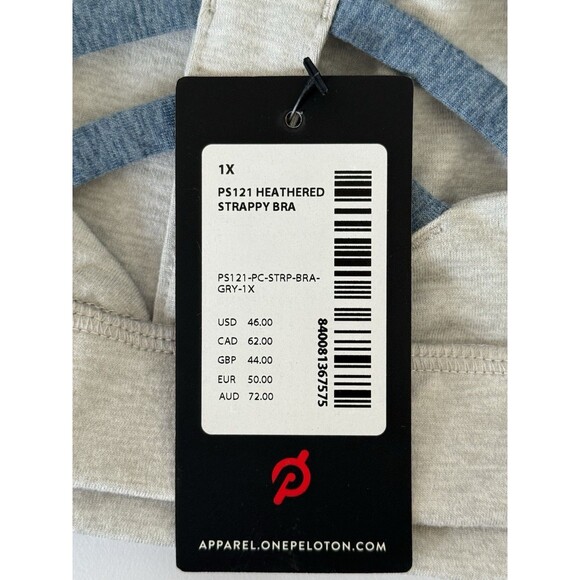 1X
PS121 HEATHERED
STRAPPY BRA
PS121-PC-STRP-BRA-
GRY-1X
USD 46.00
CAD 62.00
GBP 44.00
EUR 50.00
AUD 72.00
840081367575
APPAREL.ONEPELOTON.COM